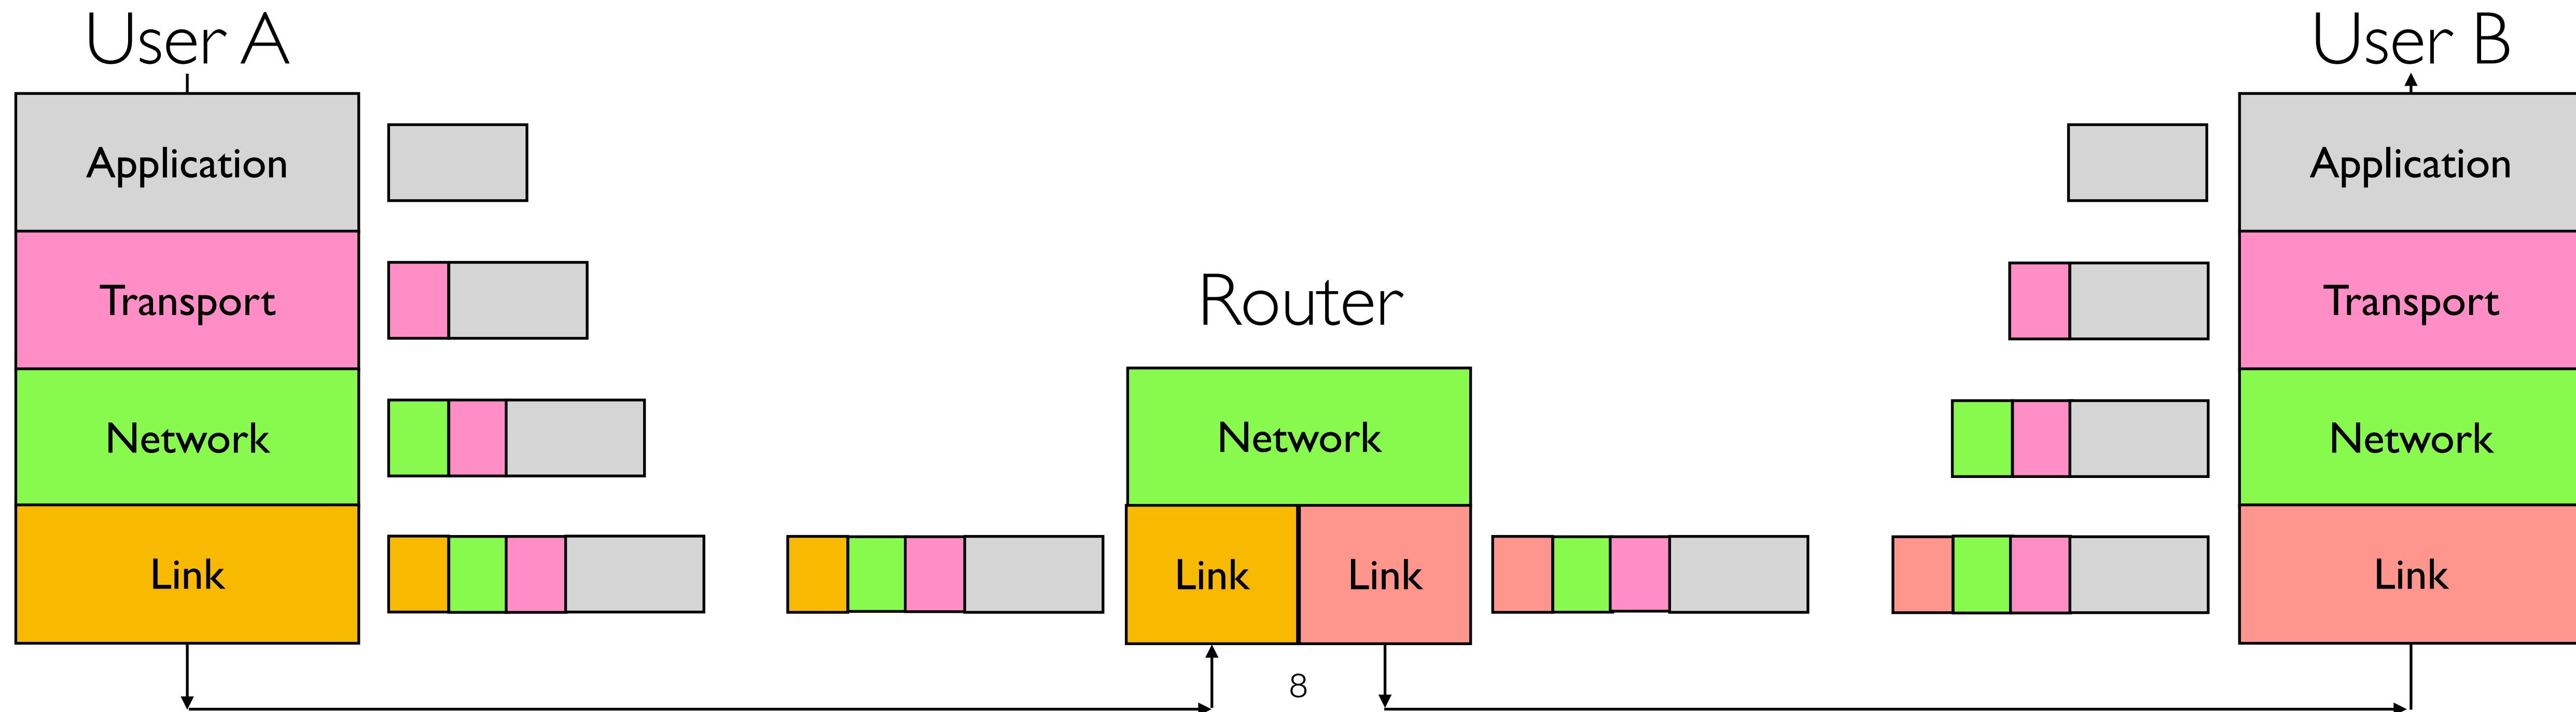 User A
Application
Transport
Network
Link
Router
Network
Link
Link
8
User B
Application
Transport
Network
Link